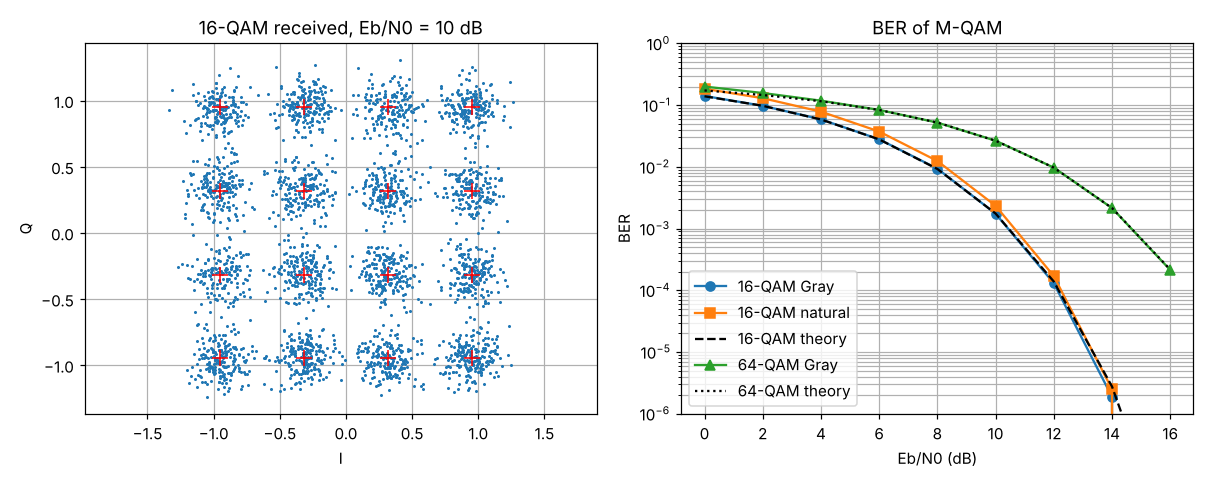 16-QAM received, Eb/N0 = 10 dB
1.0
0.5
0.0
−0.5
−1.0
Q
−1.5
−1.0
−0.5
0.0
0.5
1.0
1.5
I
BER of M-QAM
10⁰
10⁻¹
10⁻²
10⁻³
10⁻⁴
10⁻⁵
10⁻⁶
BER
16-QAM Gray
16-QAM natural
16-QAM theory
64-QAM Gray
64-QAM theory
0
2
4
6
8
10
12
14
16
Eb/N0 (dB)